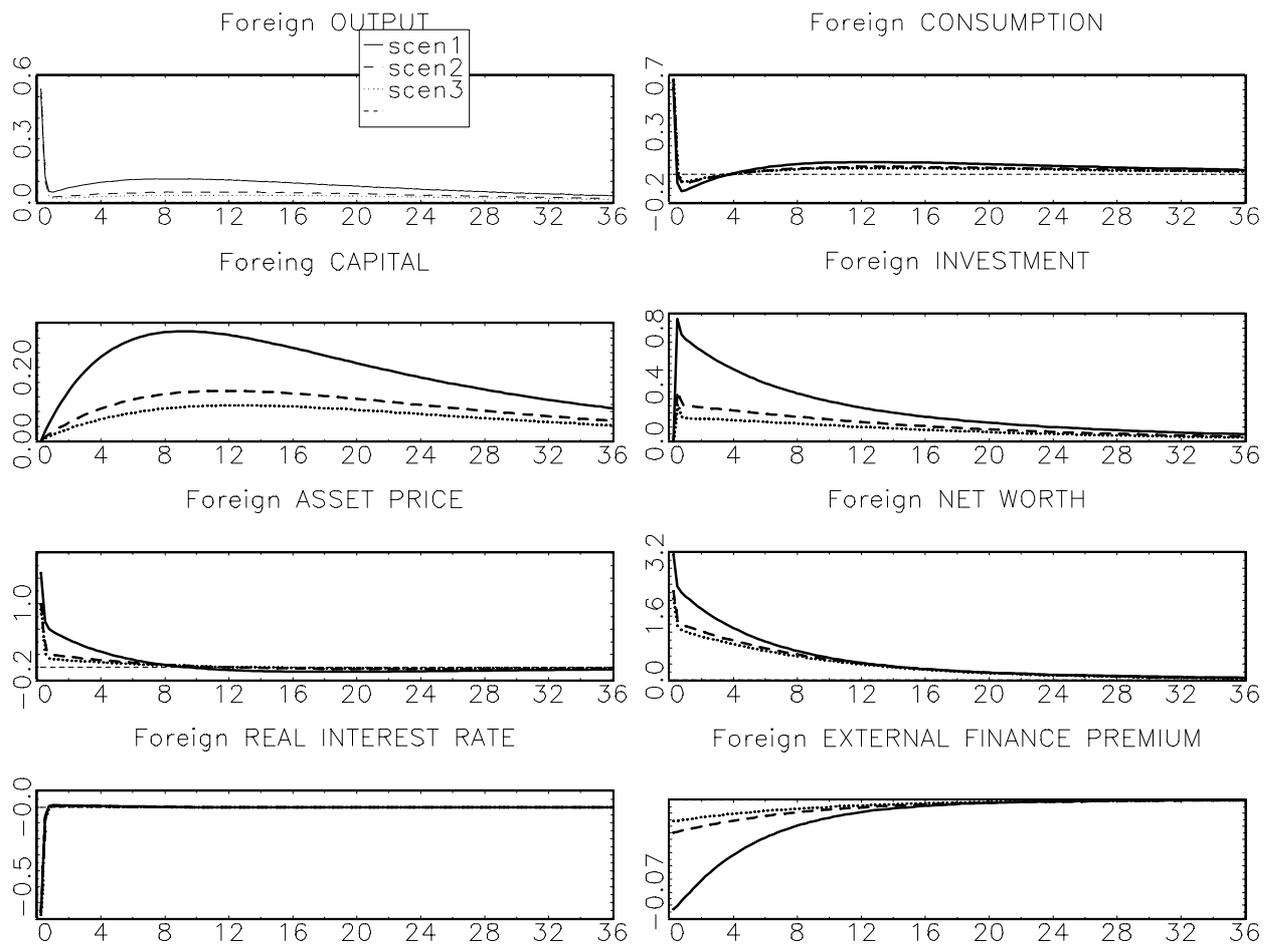 Foreign OUTPUT
scen1
scen2
scen3
0.0 0.3 0.6
0 4 8 12 16 20 24 28 32 36
Foreign CONSUMPTION
−0.2 0.3 0.7
0 4 8 12 16 20 24 28 32 36
Foreing CAPITAL
0.00 0.20
0 4 8 12 16 20 24 28 32 36
Foreign INVESTMENT
0.0 0.4 0.8
0 4 8 12 16 20 24 28 32 36
Foreign ASSET PRICE
−0.2 1.0
0 4 8 12 16 20 24 28 32 36
Foreign NET WORTH
0.0 1.6 3.2
0 4 8 12 16 20 24 28 32 36
Foreign REAL INTEREST RATE
−0.5 −0.0
0 4 8 12 16 20 24 28 32 36
Foreign EXTERNAL FINANCE PREMIUM
−0.07
0 4 8 12 16 20 24 28 32 36